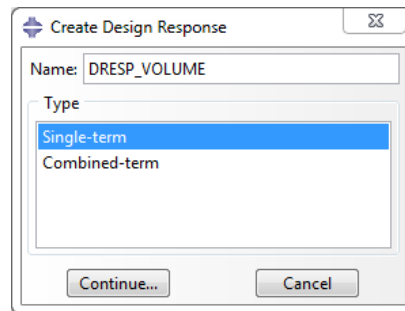 Create Design Response
Name: DRESP_VOLUME
Type
Single-term
Combined-term
Continue... Cancel